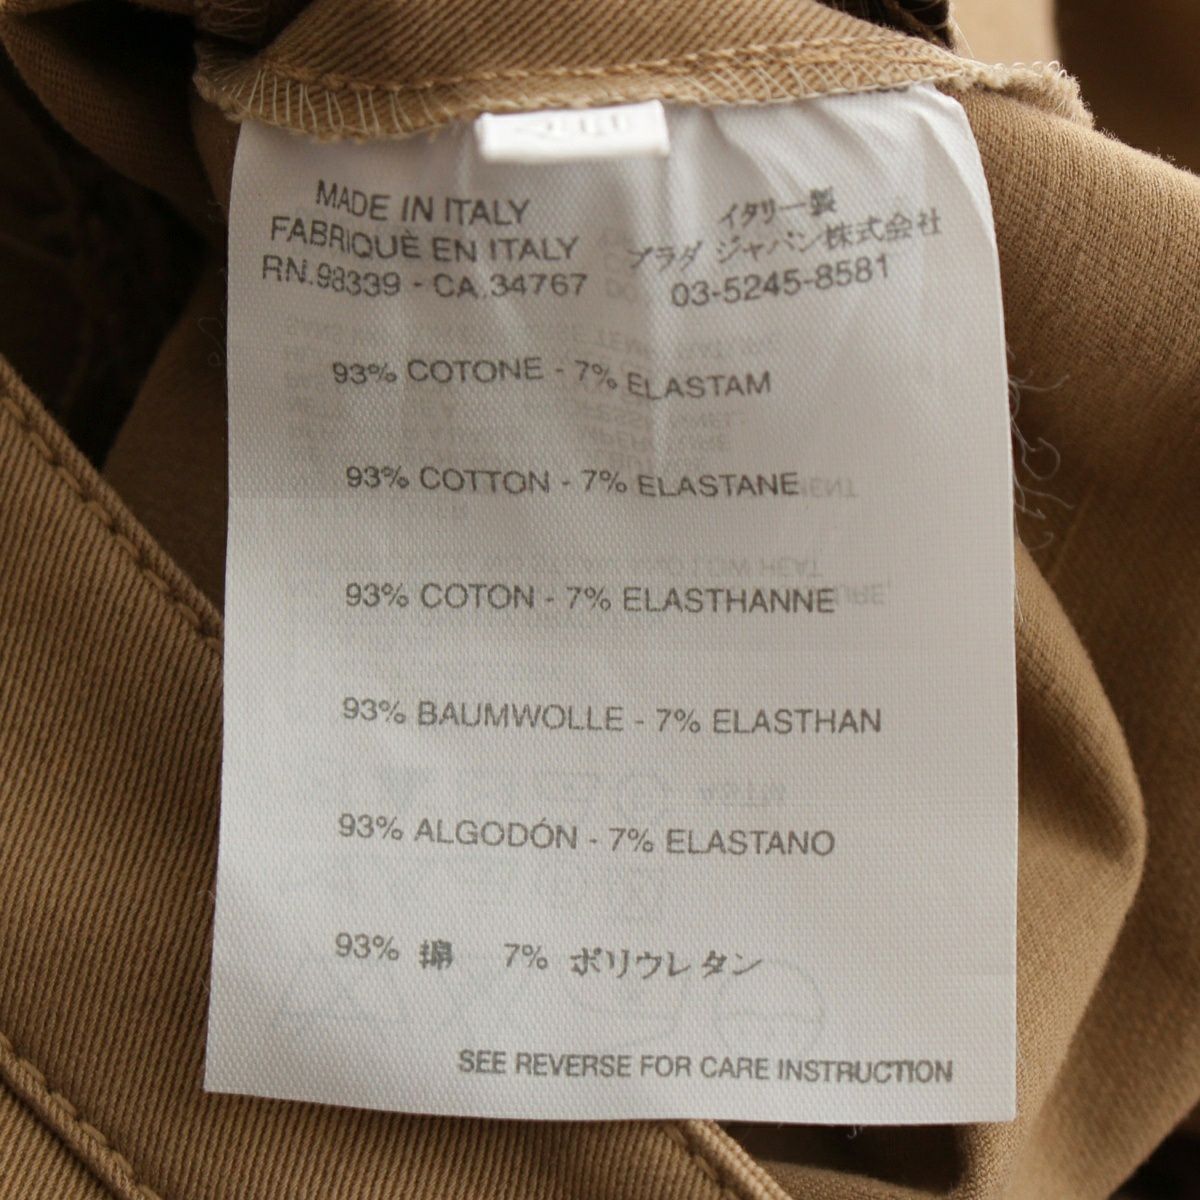 MADE IN ITALY
FABRIQUÈ EN ITALY
RN.98339 - CA.34767
イタリー製
プラダ ジャパン株式会社
03-5245-8581
93% COTONE - 7% ELASTAM
93% COTTON - 7% ELASTANE
93% COTON - 7% ELASTHANNE
93% BAUMWOLLE - 7% ELASTHAN
93% ALGODÓN - 7% ELASTANO
93% 綿 7% ポリウレタン
SEE REVERSE FOR CARE INSTRUCTION